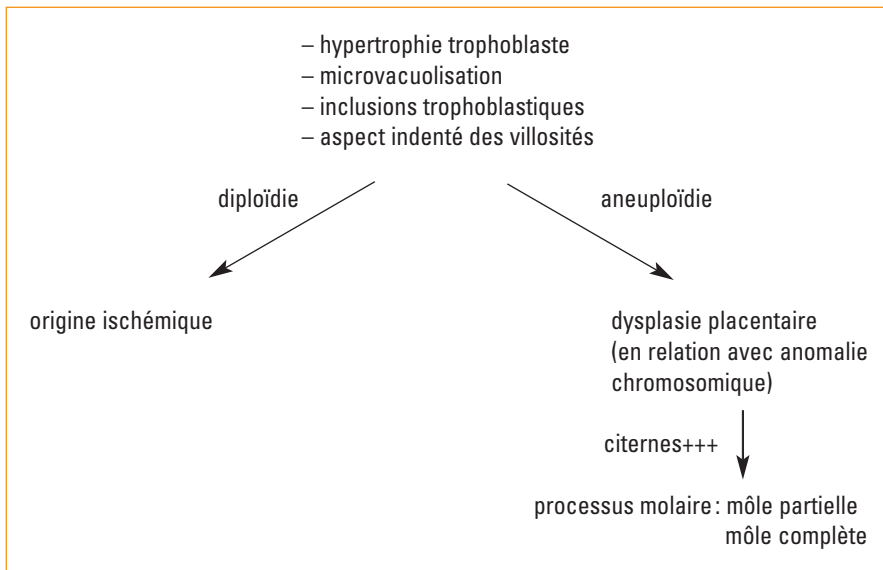 – hypertrophie trophoblaste
– microvacuolisation
– inclusions trophoblastiques
– aspect indenté des villosités
diploïdie
aneuploïdie
origine ischémique
dysplasie placentaire
(en relation avec anomalie
chromosomique)
citernes+++
processus molaire : môle partielle
môle complète